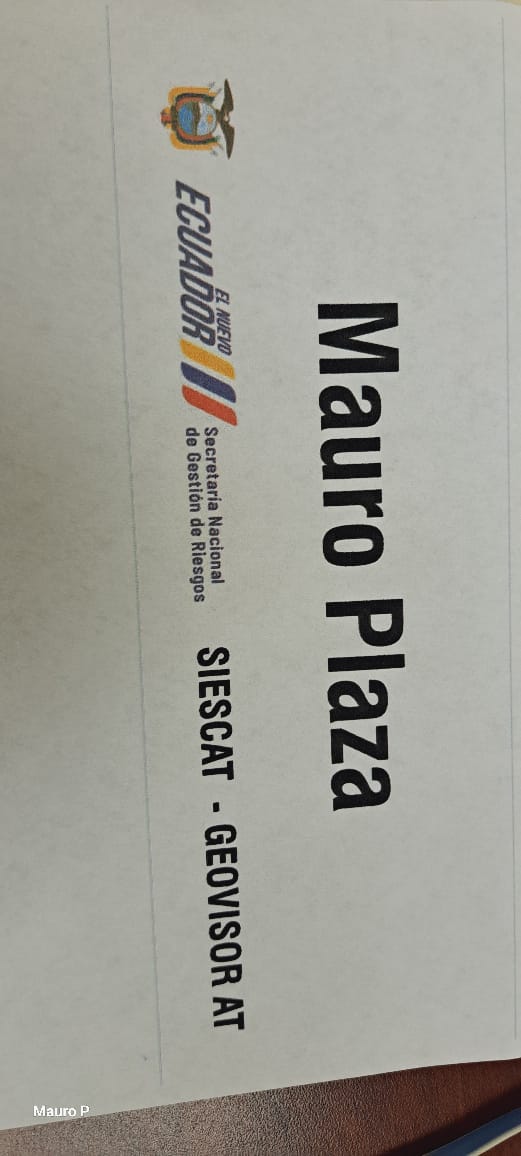 Mauro Plaza
EL NUEVO
ECUADOR
Secretaría Nacional
de Gestión de Riesgos
SIESCAT - GEOVISOR AT
Mauro P